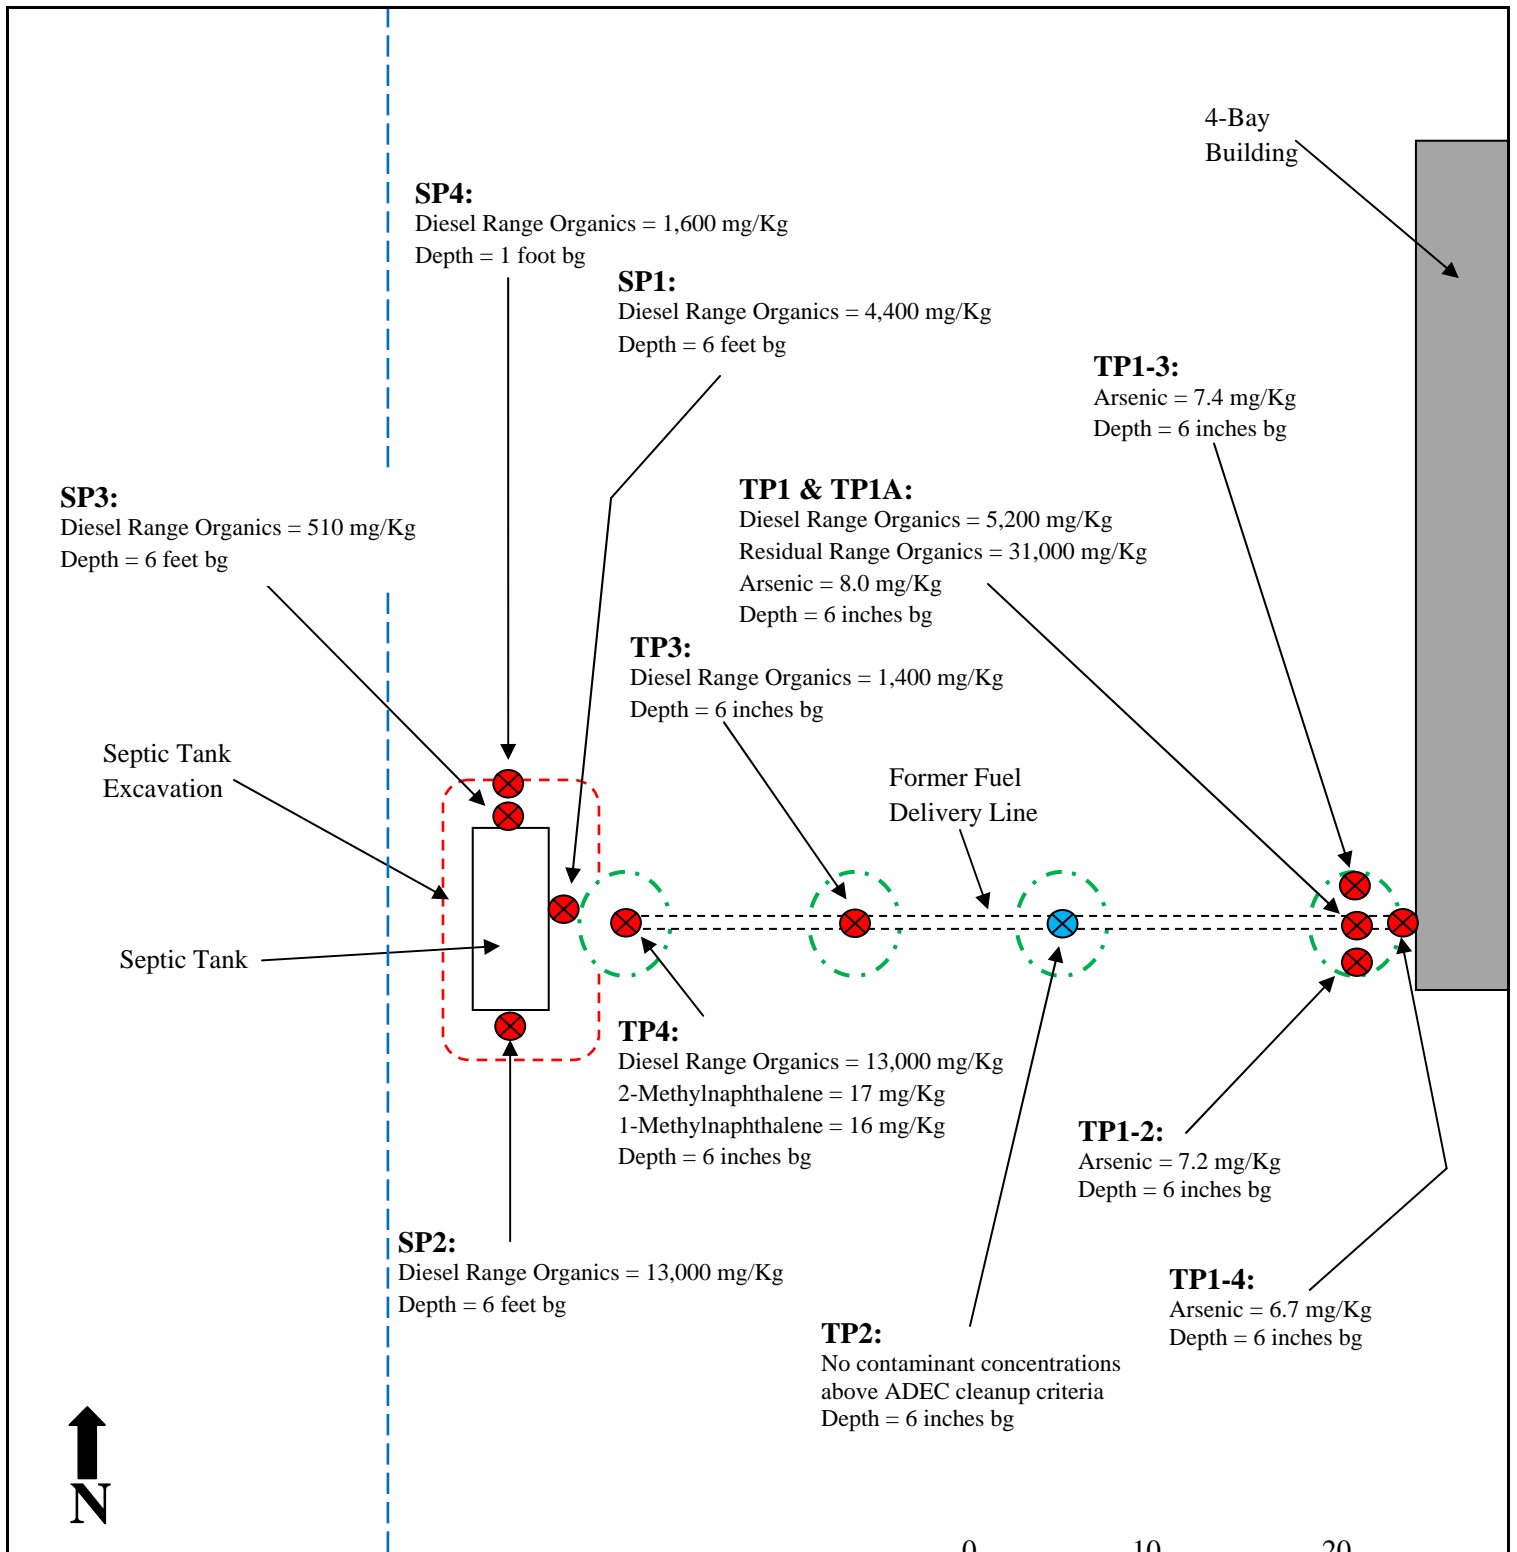 4-Bay
Building
SP4:
Diesel Range Organics = 1,600 mg/Kg
Depth = 1 foot bg
SP1:
Diesel Range Organics = 4,400 mg/Kg
Depth = 6 feet bg
TP1-3:
Arsenic = 7.4 mg/Kg
Depth = 6 inches bg
SP3:
Diesel Range Organics = 510 mg/Kg
Depth = 6 feet bg
TP1 & TP1A:
Diesel Range Organics = 5,200 mg/Kg
Residual Range Organics = 31,000 mg/Kg
Arsenic = 8.0 mg/Kg
Depth = 6 inches bg
TP3:
Diesel Range Organics = 1,400 mg/Kg
Depth = 6 inches bg
Septic Tank
Excavation
Former Fuel
Delivery Line
Septic Tank
TP4:
Diesel Range Organics = 13,000 mg/Kg
2-Methylnaphthalene = 17 mg/Kg
1-Methylnaphthalene = 16 mg/Kg
Depth = 6 inches bg
TP1-2:
Arsenic = 7.2 mg/Kg
Depth = 6 inches bg
SP2:
Diesel Range Organics = 13,000 mg/Kg
Depth = 6 feet bg
TP1-4:
Arsenic = 6.7 mg/Kg
Depth = 6 inches bg
TP2:
No contaminant concentrations
above ADEC cleanup criteria
Depth = 6 inches bg
N
0 10 20